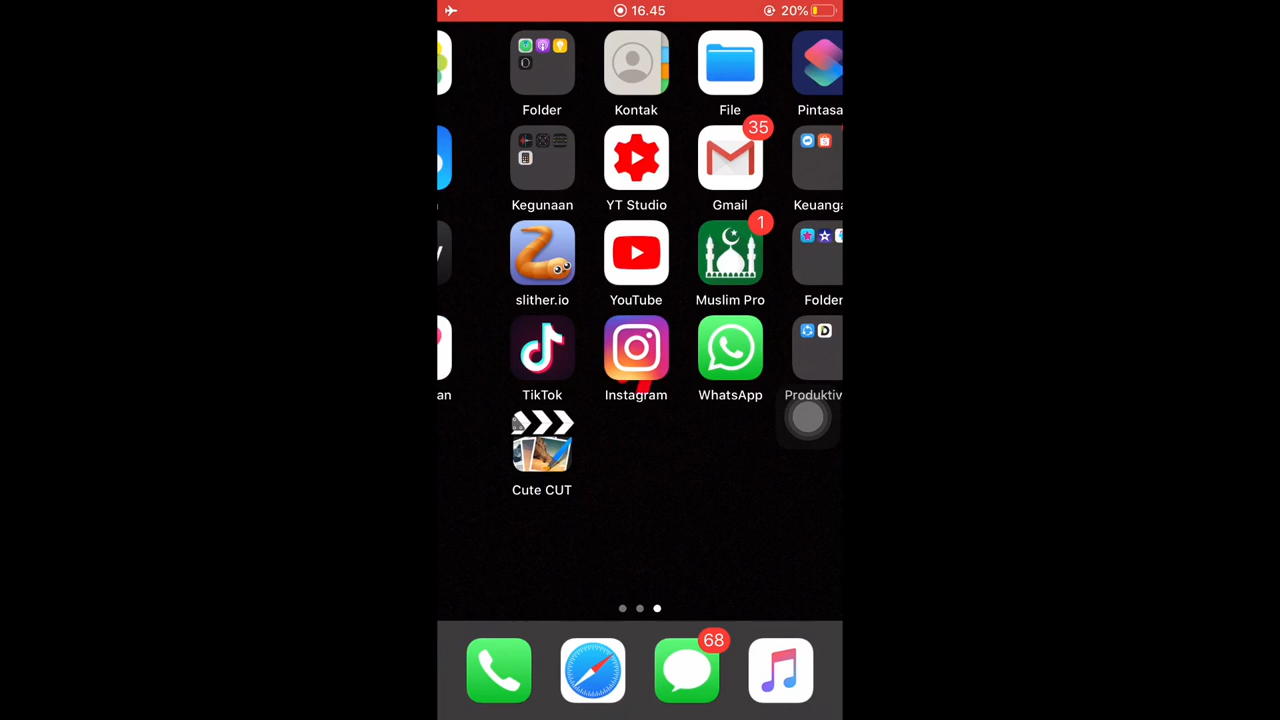 16.45
20%
Folder
Kontak
File
Pintasa
35
Kegunaan
YT Studio
Gmail
Keuanga
1
slither.io
YouTube
Muslim Pro
Folder
an
TikTok
Instagram
WhatsApp
Produktiv
Cute CUT
68